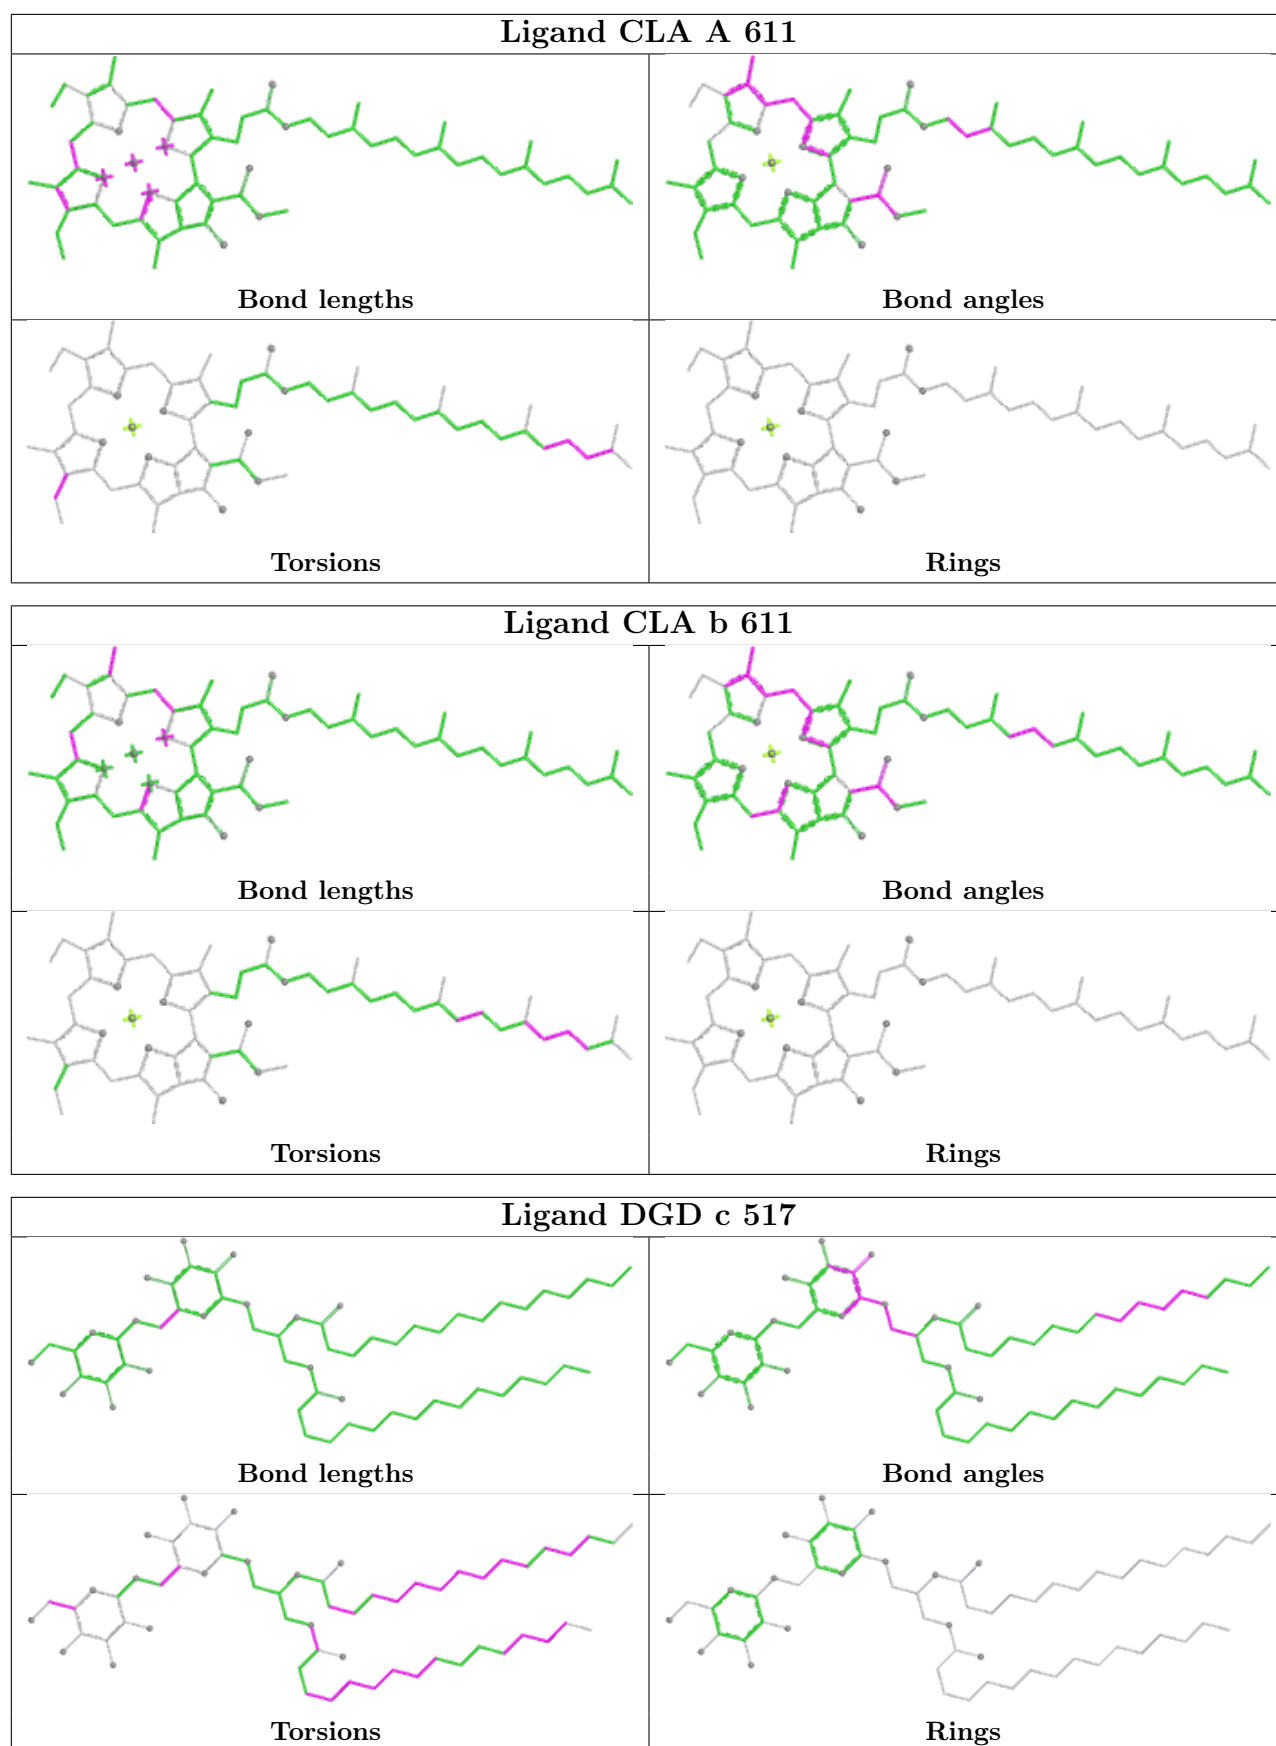 Ligand CLA A 611
Bond lengths
Bond angles
Torsions
Rings
Ligand CLA b 611
Bond lengths
Bond angles
Torsions
Rings
Ligand DGD c 517
Bond lengths
Bond angles
Torsions
Rings